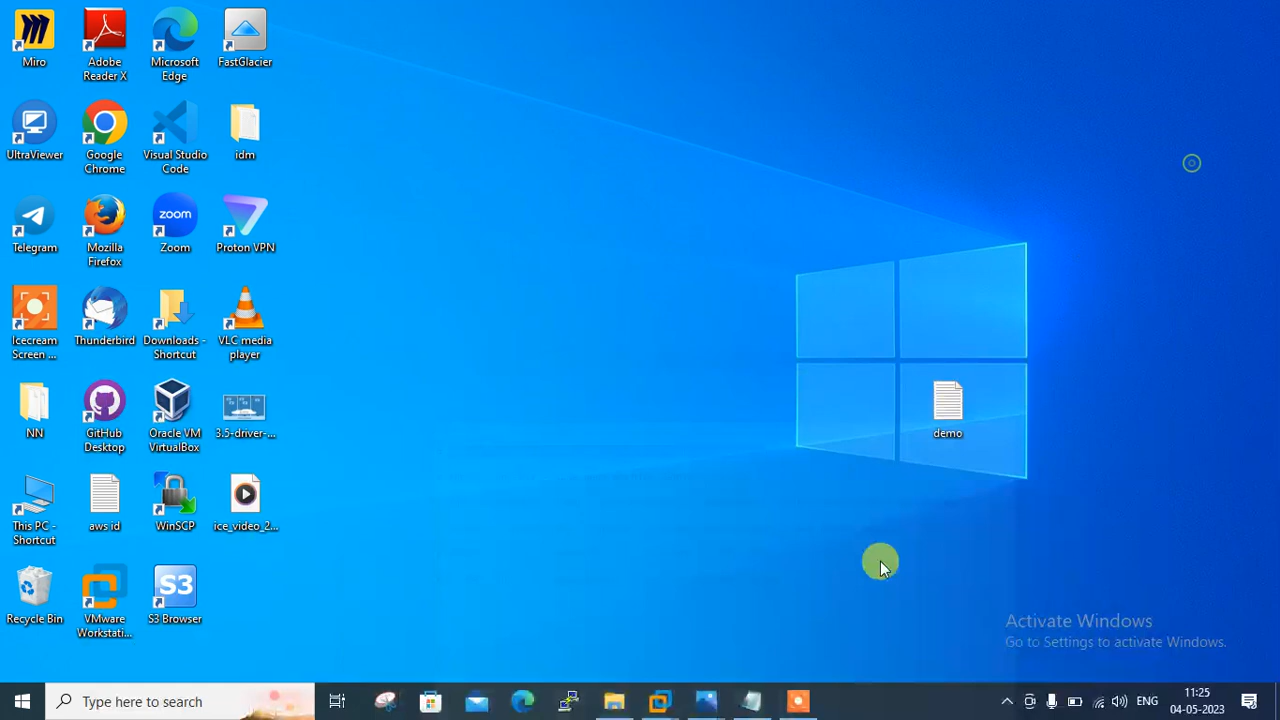 Miro
Adobe
Reader X
Microsoft
Edge
FastGlacier
UltraViewer
Google
Chrome
Visual Studio
Code
idm
Telegram
Mozilla
Firefox
zoom
Zoom
Proton VPN
Icecream
Screen ...
Thunderbird
Downloads -
Shortcut
VLC media
player
NN
GitHub
Desktop
Oracle VM
VirtualBox
3.5-driver-...
demo
This PC -
Shortcut
aws id
WinSCP
ice_video_2...
Recycle Bin
VMware
Workstati...
S3
S3 Browser
Activate Windows
Go to Settings to activate Windows.
Type here to search
ENG
11:25
04-05-2023